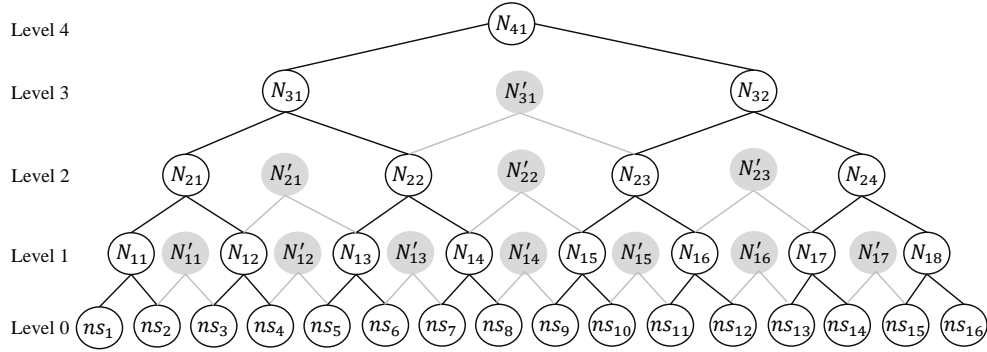 Level 4 N₄₁
Level 3 N₃₁ N′₃₁ N₃₂
Level 2 N₂₁ N′₂₁ N₂₂ N′₂₂ N₂₃ N′₂₃ N₂₄
Level 1 N₁₁ N′₁₁ N₁₂ N′₁₂ N₁₃ N′₁₃ N₁₄ N′₁₄ N₁₅ N′₁₅ N₁₆ N′₁₆ N₁₇ N′₁₇ N₁₈
Level 0 ns₁ ns₂ ns₃ ns₄ ns₅ ns₆ ns₇ ns₈ ns₉ ns₁₀ ns₁₁ ns₁₂ ns₁₃ ns₁₄ ns₁₅ ns₁₆